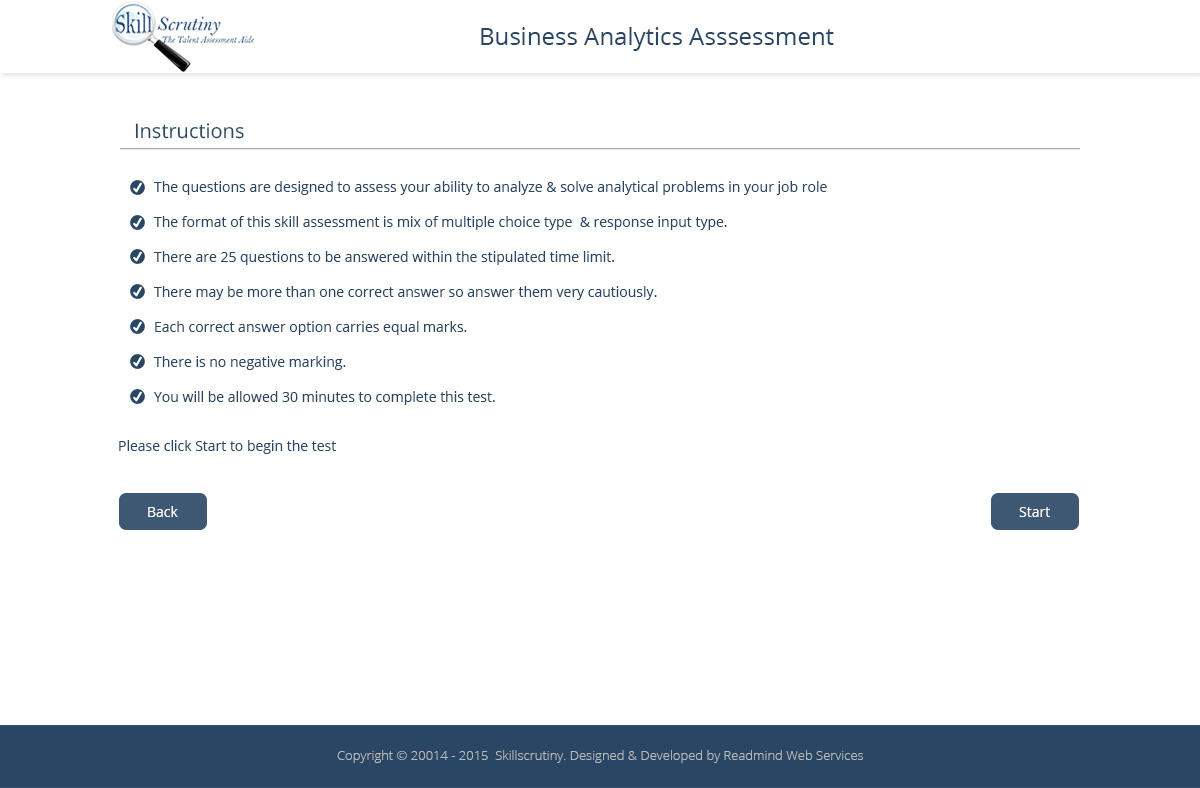 Skill Scrutiny
The Talent Assessment Aide
Business Analytics Asssessment
Instructions
The questions are designed to assess your ability to analyze & solve analytical problems in your job role
The format of this skill assessment is mix of multiple choice type  & response input type.
There are 25 questions to be answered within the stipulated time limit.
There may be more than one correct answer so answer them very cautiously.
Each correct answer option carries equal marks.
There is no negative marking.
You will be allowed 30 minutes to complete this test.
Please click Start to begin the test
Back
Start
Copyright © 20014 - 2015  Skillscrutiny. Designed & Developed by Readmind Web Services